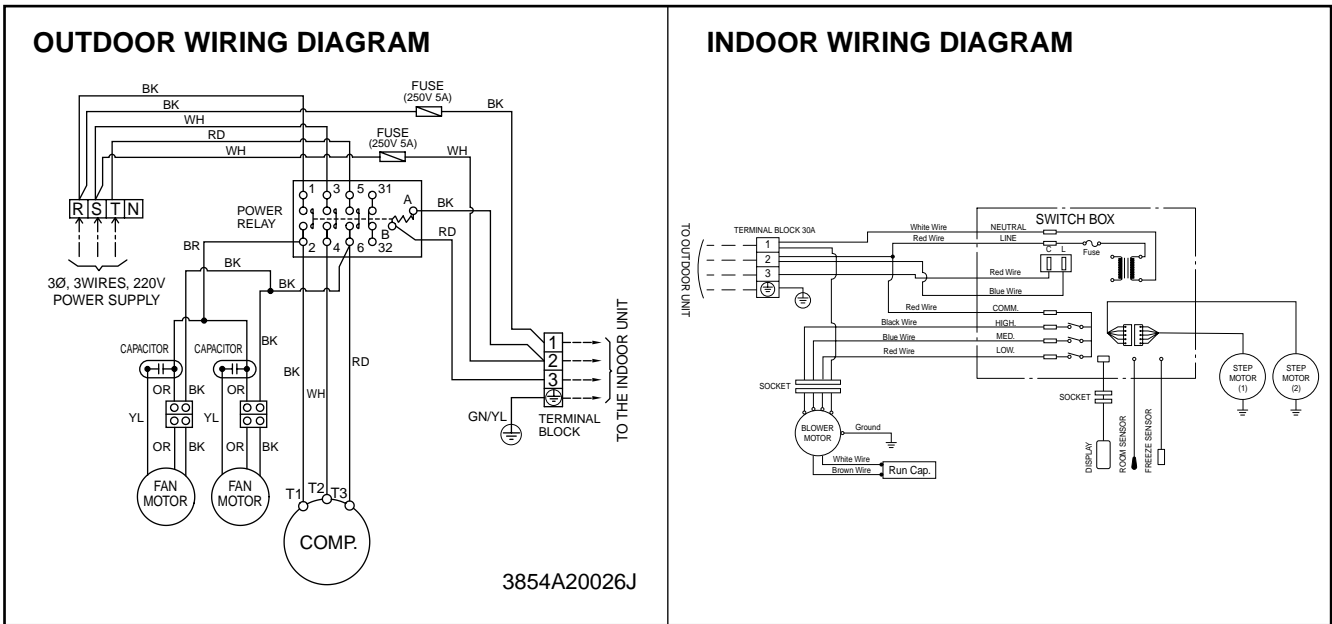 OUTDOOR WIRING DIAGRAM
BK
BK
WH
RD
WH
FUSE
(250V 5A)
BK
FUSE
(250V 5A)
WH
R S T N
3Ø, 3WIRES, 220V
POWER SUPPLY
POWER
RELAY
1 3 5 31
A
B
2 4 6 32
BK
RD
BR
BK
BK
BK
CAPACITOR
CAPACITOR
OR BK
YL
OR BK
OR
YL
OR BK
FAN
MOTOR
FAN
MOTOR
BK
WH
RD
T1 T2 T3
COMP.
1
2
3
GN/YL
TERMINAL
BLOCK
TO THE INDOOR UNIT
3854A20026J
INDOOR WIRING DIAGRAM
TO OUTDOOR UNIT
TERMINAL BLOCK 30A
1
2
3
SWITCH BOX
White Wire NEUTRAL
Red Wire LINE
Fuse
C L
Red Wire
Blue Wire
Red Wire COMM.
Black Wire HIGH.
Blue Wire MED.
Red Wire LOW.
SOCKET
BLOWER
MOTOR
Ground
White Wire
Brown Wire
Run Cap.
SOCKET
DISPLAY
ROOM SENSOR
FREEZE SENSOR
STEP
MOTOR
(1)
STEP
MOTOR
(2)